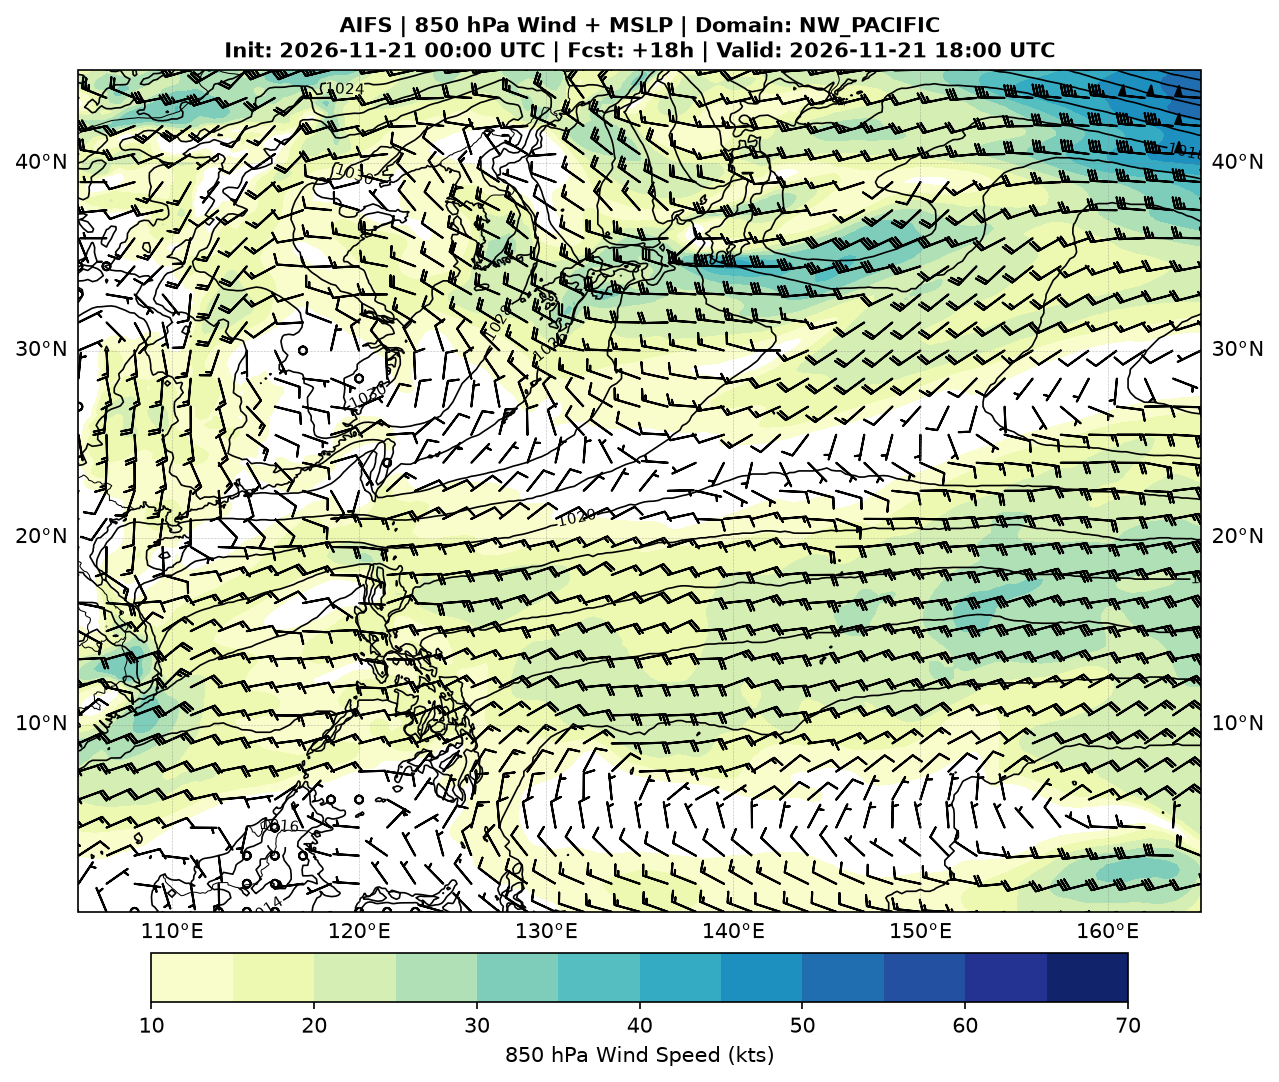 AIFS | 850 hPa Wind + MSLP | Domain: NW_PACIFIC
Init: 2026-11-21 00:00 UTC | Fcst: +18h | Valid: 2026-11-21 18:00 UTC
1024
1030
40°N
40°N
1020
30°N
30°N
1020
20°N
20°N
10°N
10°N
1016
1014
110°E 120°E 130°E 140°E 150°E 160°E
10 20 30 40 50 60 70
850 hPa Wind Speed (kts)